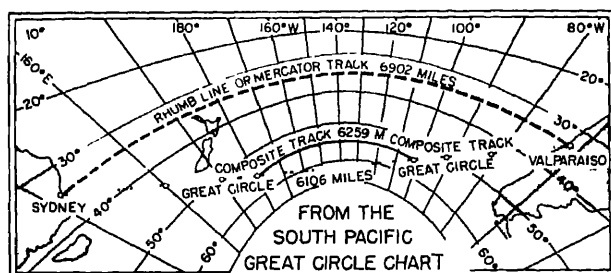 10° 180° 160°W 140° 120° 100° 80°W
160°E
20° 20°
RHUMB LINE OR MERCATOR TRACK 6902 MILES
30° 30°
COMPOSITE TRACK 6259 M COMPOSITE TRACK
VALPARAISO
GREAT CIRCLE GREAT CIRCLE
6106 MILES
SYDNEY 40° 40°
50° 60° 60° 50°
FROM THE
SOUTH PACIFIC
GREAT CIRCLE CHART